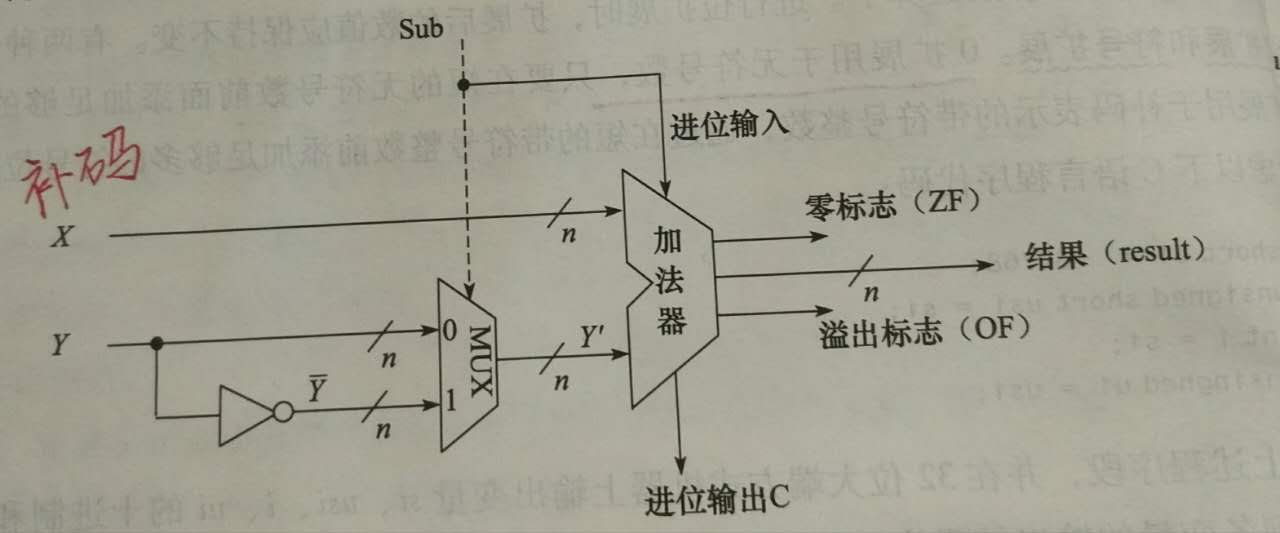 Sub
进位输入
补码
X
n
加法器
零标志（ZF）
结果（result）
n
溢出标志（OF）
Y
n
0
MUX
Y'
n
Y̅
n
1
进位输出C